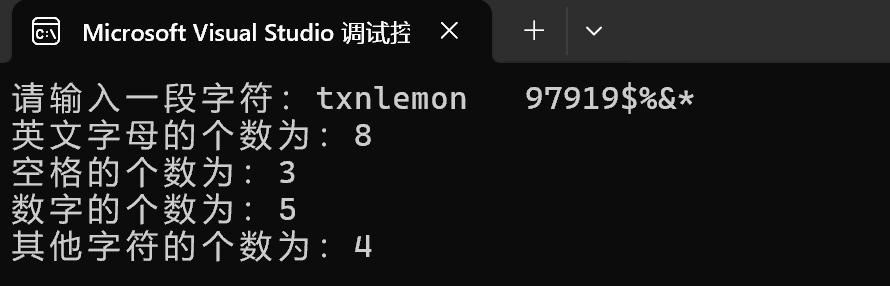 Microsoft Visual Studio 调试控
请输入一段字符：txnlemon   97919$%&*
英文字母的个数为：8
空格的个数为：3
数字的个数为：5
其他字符的个数为：4